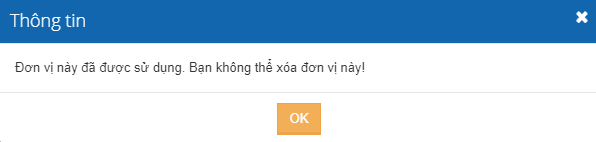 Thông tin
Đơn vị này đã được sử dụng. Bạn không thể xóa đơn vị này!
OK